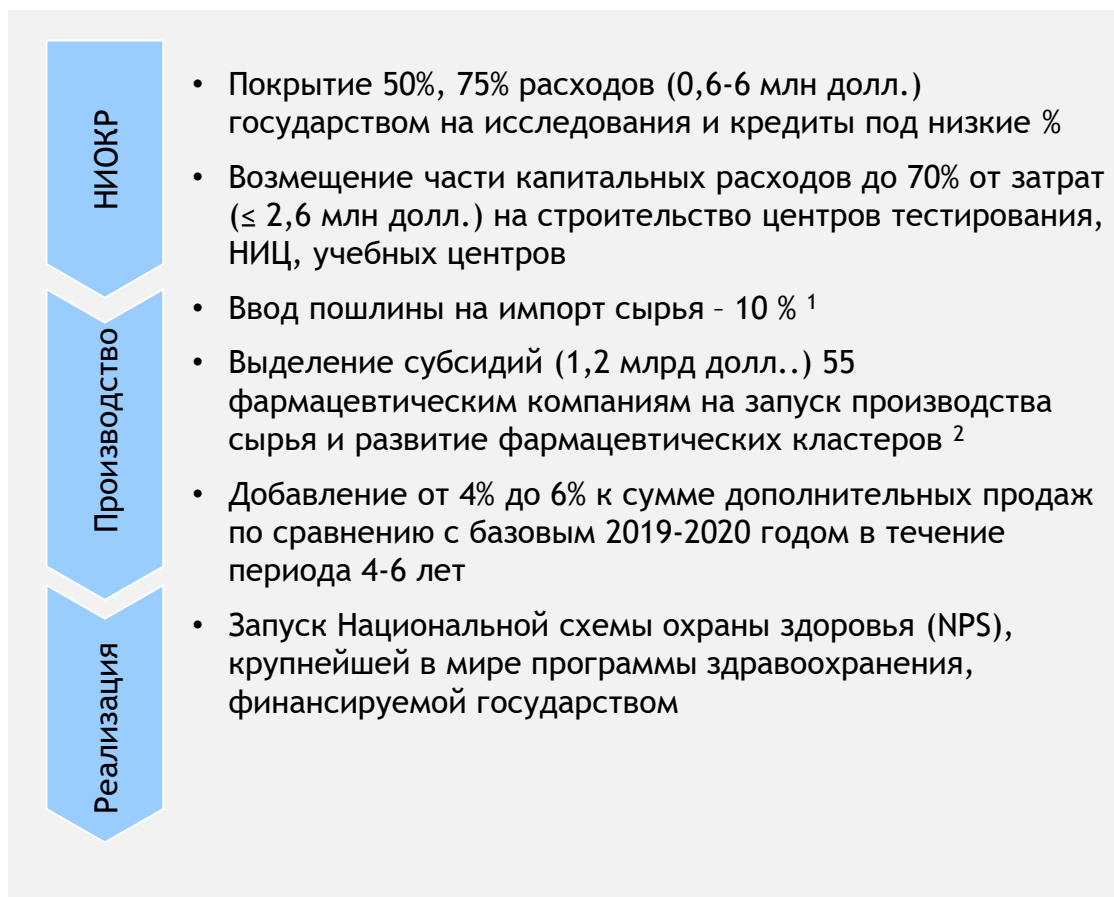 НИОКР
• Покрытие 50%, 75% расходов (0,6-6 млн долл.)
государством на исследования и кредиты под низкие %
• Возмещение части капитальных расходов до 70% от затрат
(≤ 2,6 млн долл.) на строительство центров тестирования,
НИЦ, учебных центров
Производство
• Ввод пошлины на импорт сырья – 10 % ¹
• Выделение субсидий (1,2 млрд долл..) 55
фармацевтическим компаниям на запуск производства
сырья и развитие фармацевтических кластеров ²
• Добавление от 4% до 6% к сумме дополнительных продаж
по сравнению с базовым 2019-2020 годом в течение
периода 4-6 лет
Реализация
• Запуск Национальной схемы охраны здоровья (NPS),
крупнейшей в мире программы здравоохранения,
финансируемой государством